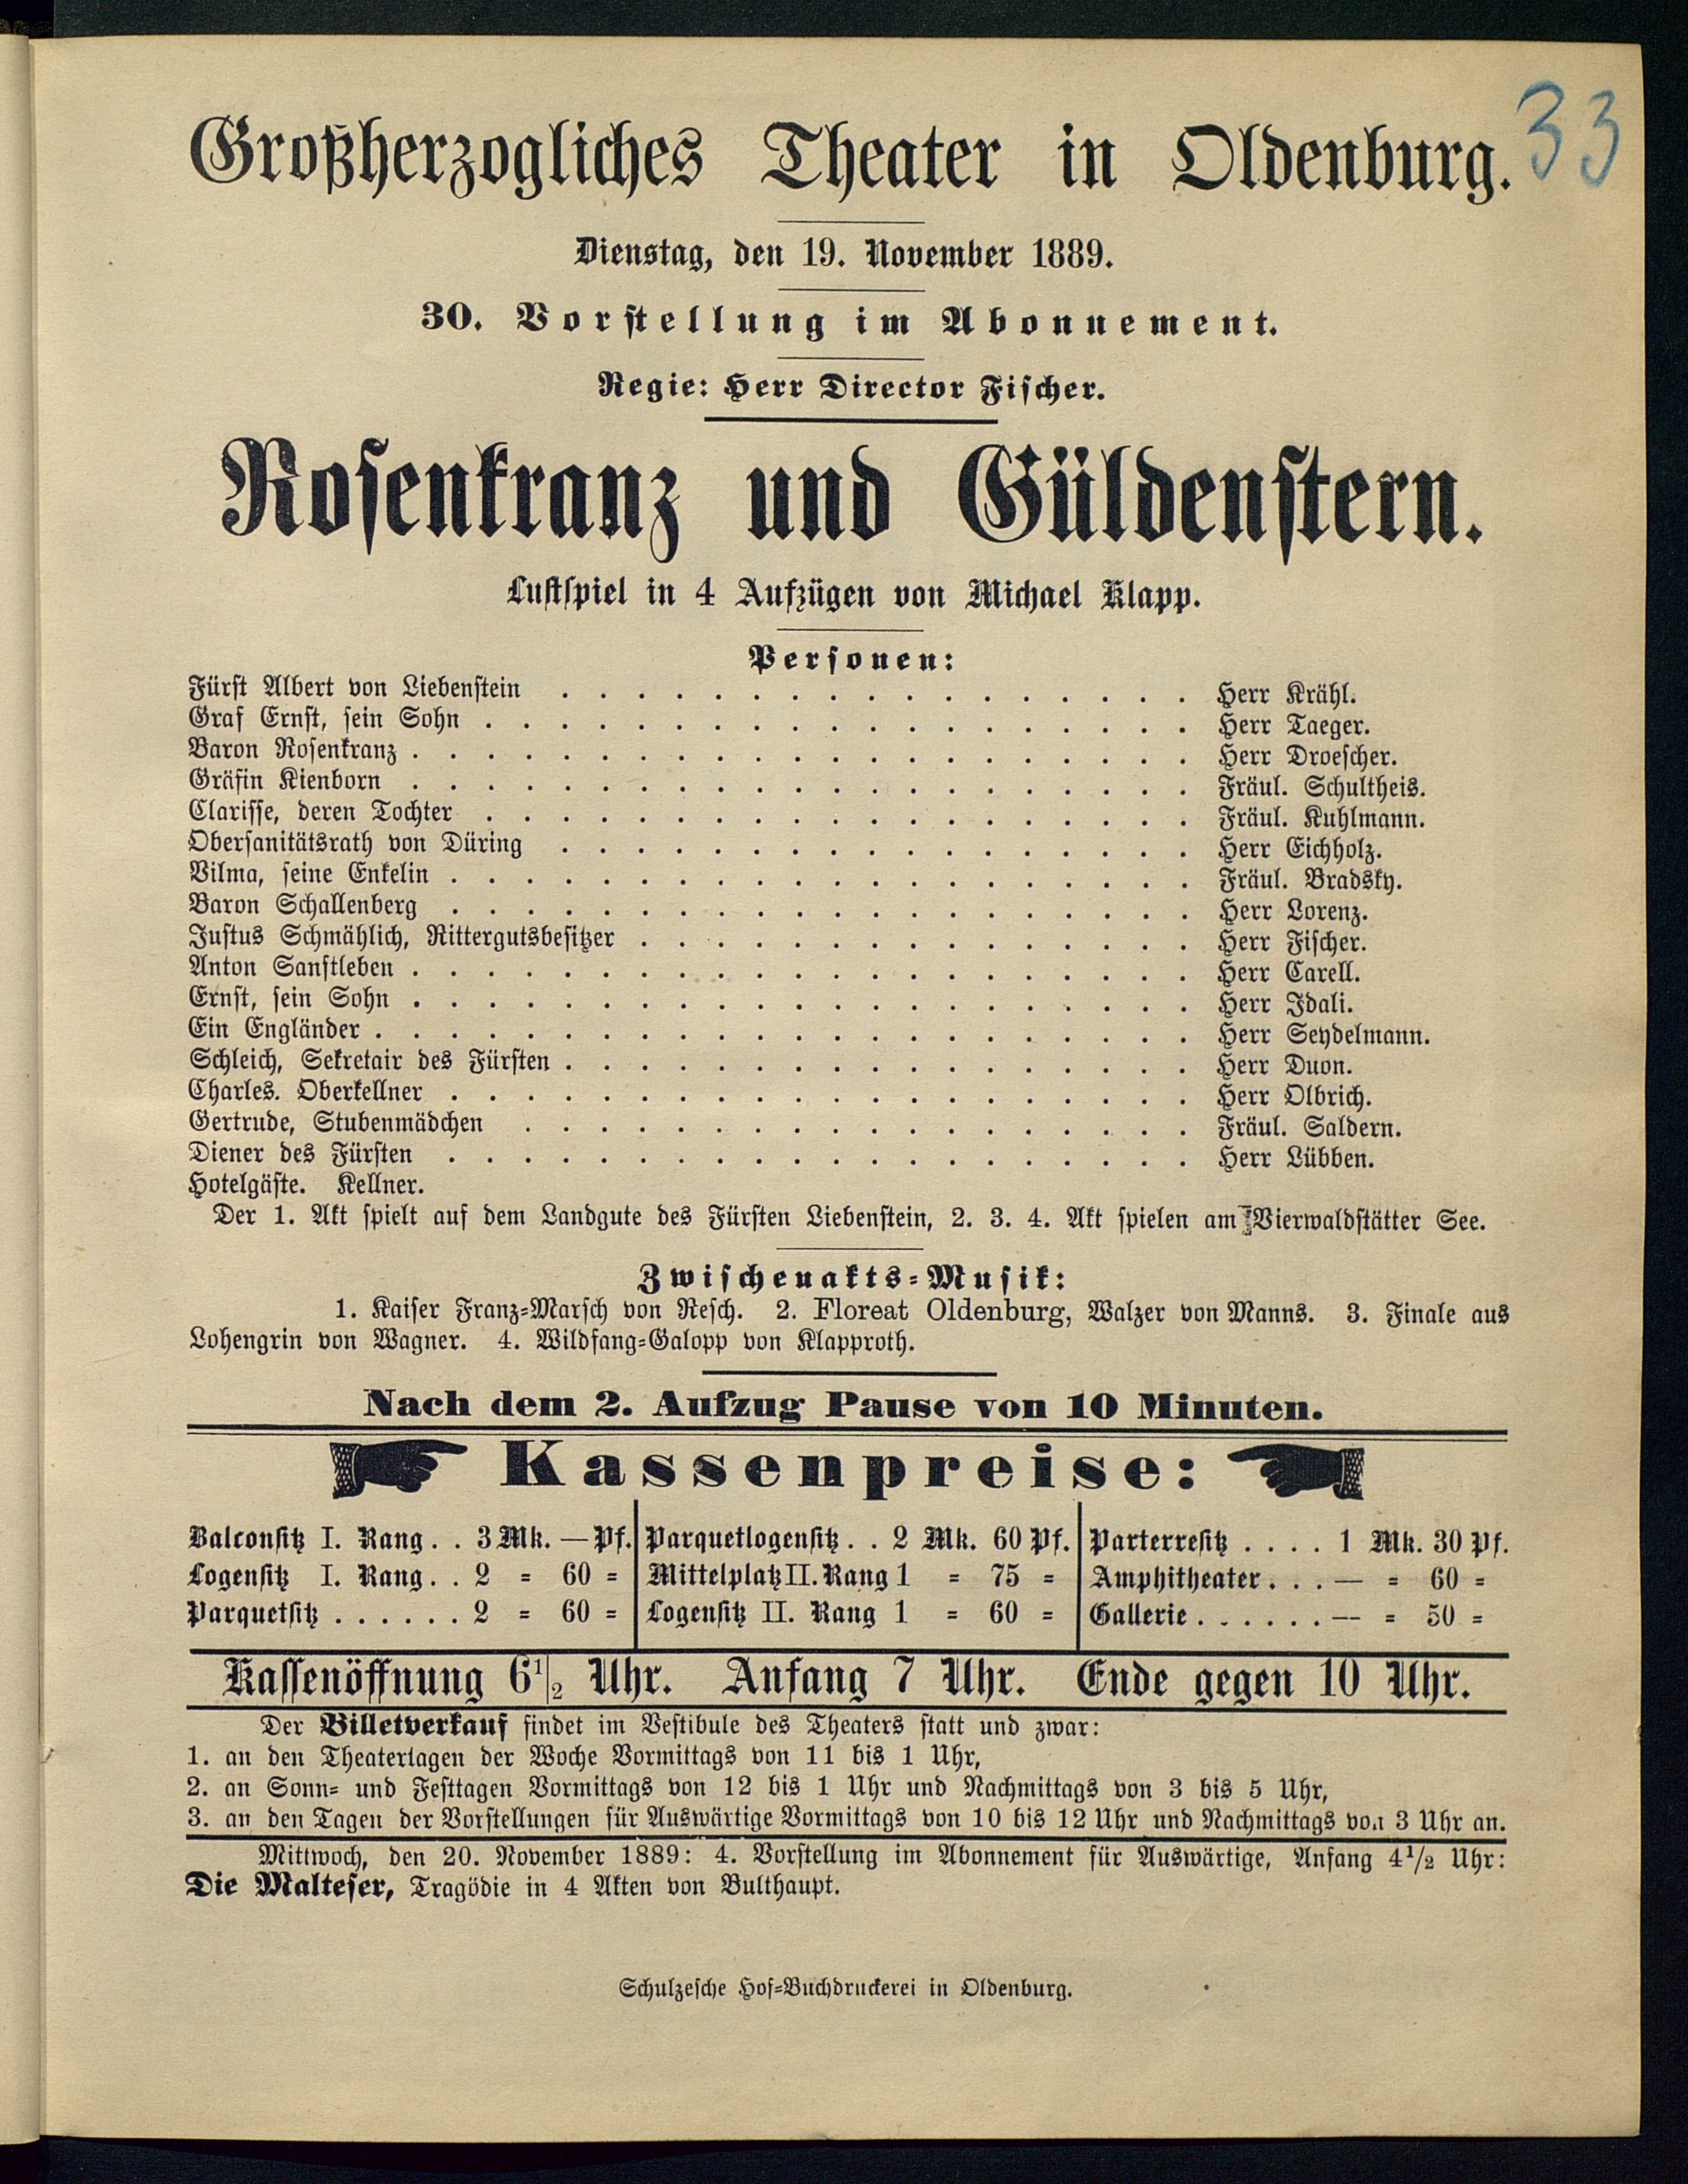 33
Großherzogliches Theater in Oldenburg.
Dienstag, den 19. November 1889.
30. Vorstellung im Abonnement.
Regie: Herr Director Fischer.
Rosenkranz und Güldenstern.
Lustspiel in 4 Aufzügen von Michael Klapp.
Personen:
Fürst Albert von Liebenstein . . . . . . . . . . . . . . . . . Herr Krähl.
Graf Ernst, sein Sohn . . . . . . . . . . . . . . . . . . . Herr Taeger.
Baron Rosenkranz . . . . . . . . . . . . . . . . . . . . . Herr Droescher.
Gräfin Kienborn . . . . . . . . . . . . . . . . . . . . . Fräul. Schultheis.
Clarisse, deren Tochter . . . . . . . . . . . . . . . . . . . Fräul. Kuhlmann.
Obersanitätsrath von Düring . . . . . . . . . . . . . . . . . Herr Eichholz.
Vilma, seine Enkelin . . . . . . . . . . . . . . . . . . . . Fräul. Bradsky.
Baron Schallenberg . . . . . . . . . . . . . . . . . . . . Herr Lorenz.
Justus Schmählich, Rittergutsbesitzer . . . . . . . . . . . . . . . Herr Fischer.
Anton Sanftleben . . . . . . . . . . . . . . . . . . . . . Herr Carell.
Ernst, sein Sohn . . . . . . . . . . . . . . . . . . . . . Herr Idali.
Ein Engländer . . . . . . . . . . . . . . . . . . . . . . Herr Seydelmann.
Schleich, Sekretair des Fürsten . . . . . . . . . . . . . . . . . Herr Duon.
Charles. Oberkellner . . . . . . . . . . . . . . . . . . . . Herr Olbrich.
Gertrude, Stubenmädchen . . . . . . . . . . . . . . . . . . Fräul. Saldern.
Diener des Fürsten . . . . . . . . . . . . . . . . . . . . Herr Lübben.
Hotelgäste. Kellner.
Der 1. Akt spielt auf dem Landgute des Fürsten Liebenstein, 2. 3. 4. Akt spielen am Vierwaldstätter See.
Zwischenakts-Musik:
1. Kaiser Franz-Marsch von Resch. 2. Floreat Oldenburg, Walzer von Manns. 3. Finale aus
Lohengrin von Wagner. 4. Wildfang-Galopp von Klapproth.
Nach dem 2. Aufzug Pause von 10 Minuten.
Kassenpreise:
Balconsitz I. Rang . . 3 Mk. — Pf. Parquetlogensitz . . 2 Mk. 60 Pf. Parterresitz . . . . 1 Mk. 30 Pf.
Logensitz I. Rang . . 2 = 60 = Mittelplatz II. Rang 1 = 75 = Amphitheater . . . — = 60 =
Parquetsitz . . . . . . 2 = 60 = Logensitz II. Rang 1 = 60 = Gallerie . . . . . . — = 50 =
Kassenöffnung 6½ Uhr. Anfang 7 Uhr. Ende gegen 10 Uhr.
Der Billetverkauf findet im Vestibule des Theaters statt und zwar:
1. an den Theatertagen der Woche Vormittags von 11 bis 1 Uhr,
2. an Sonn- und Festtagen Vormittags von 12 bis 1 Uhr und Nachmittags von 3 bis 5 Uhr,
3. an den Tagen der Vorstellungen für Auswärtige Vormittags von 10 bis 12 Uhr und Nachmittags von 3 Uhr an.
Mittwoch, den 20. November 1889: 4. Vorstellung im Abonnement für Auswärtige, Anfang 4½ Uhr:
Die Malteser, Tragödie in 4 Akten von Bulthaupt.
Schulzesche Hof-Buchdruckerei in Oldenburg.